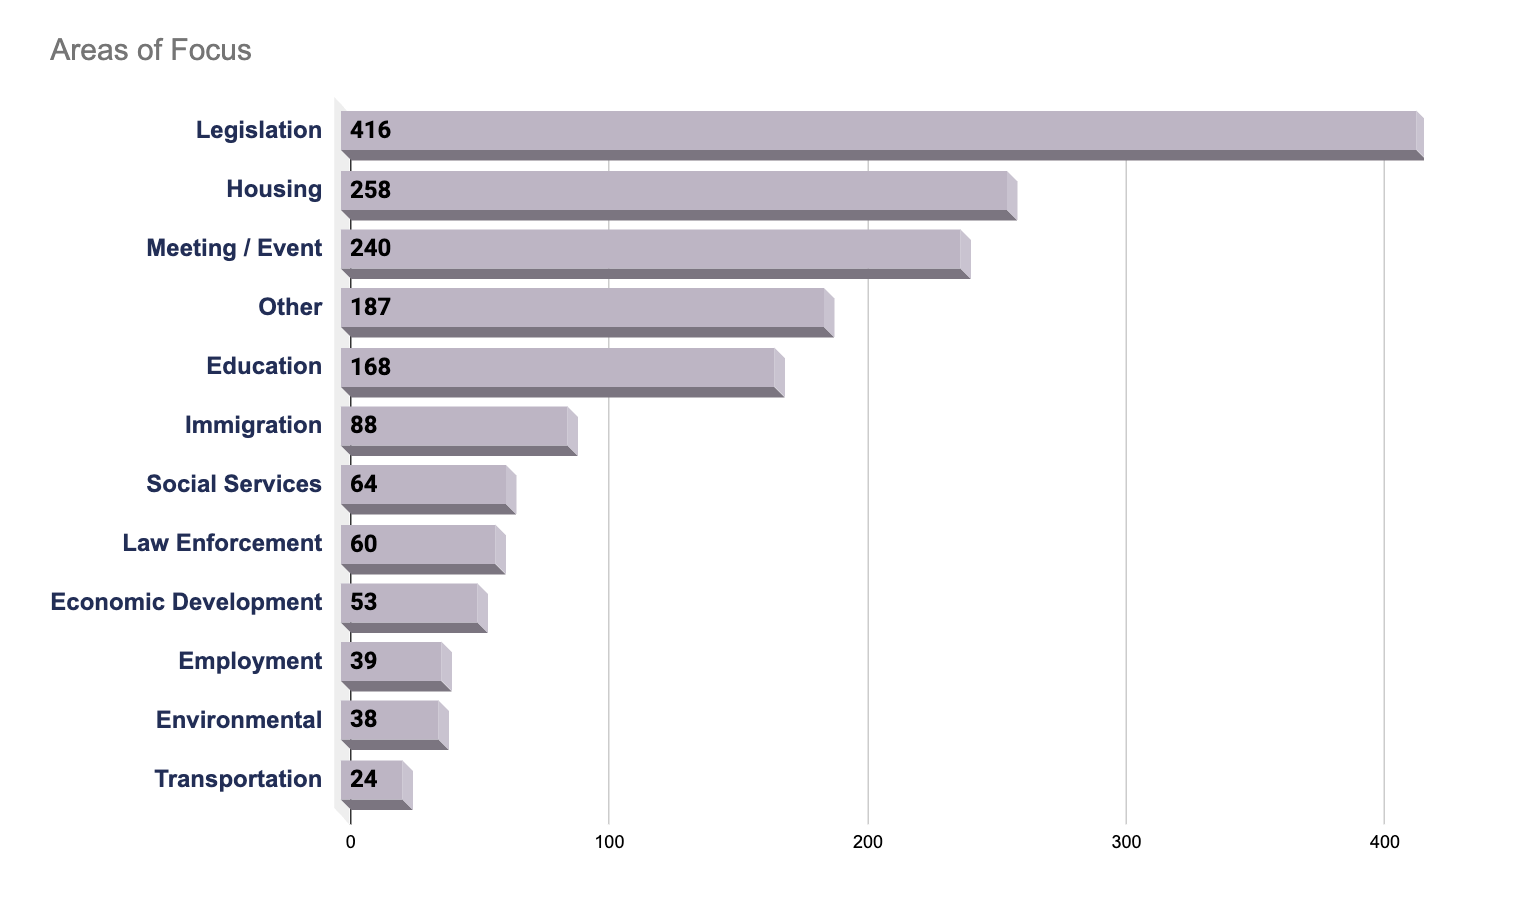 Areas of Focus
Legislation 416
Housing 258
Meeting / Event 240
Other 187
Education 168
Immigration 88
Social Services 64
Law Enforcement 60
Economic Development 53
Employment 39
Environmental 38
Transportation 24
0 100 200 300 400